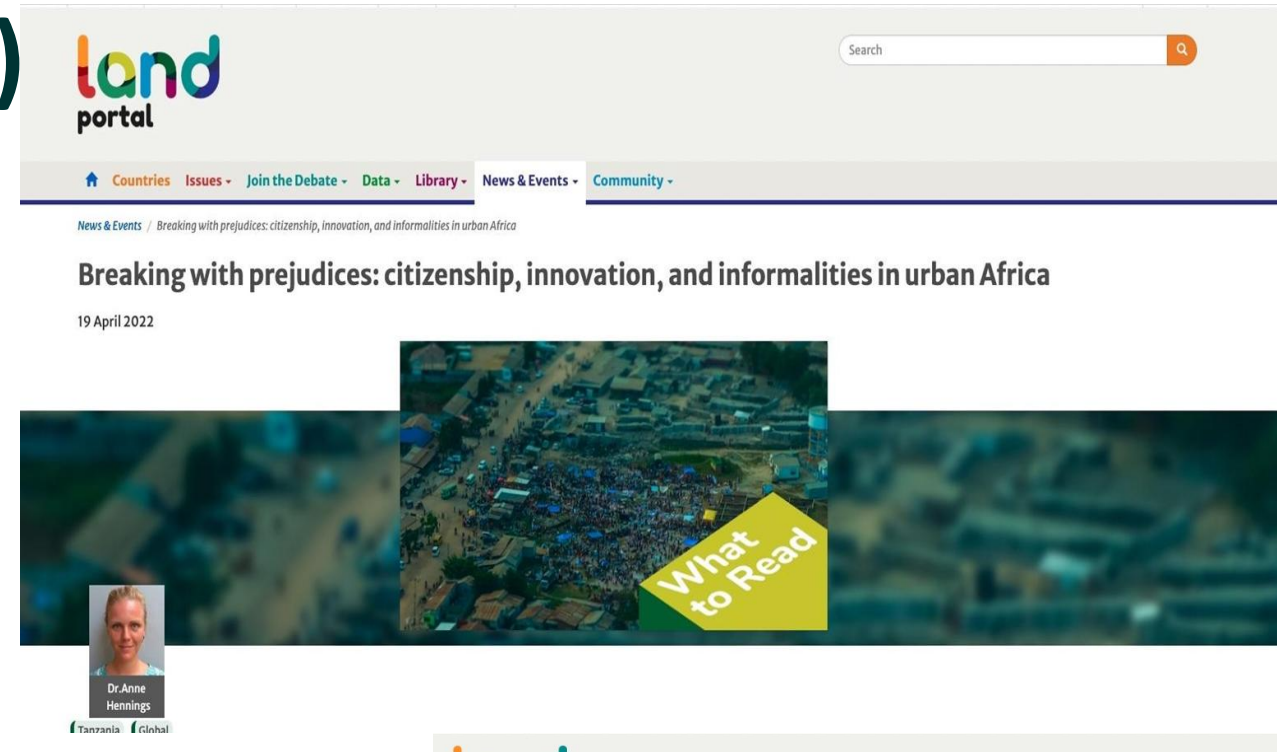 )
land
portal
Search
Countries Issues Join the Debate Data Library News & Events Community
News & Events / Breaking with prejudices: citizenship, innovation, and informalities in urban Africa
Breaking with prejudices: citizenship, innovation, and informalities in urban Africa
19 April 2022
What
to Read
Dr.Anne
Hennings
Tanzania Global